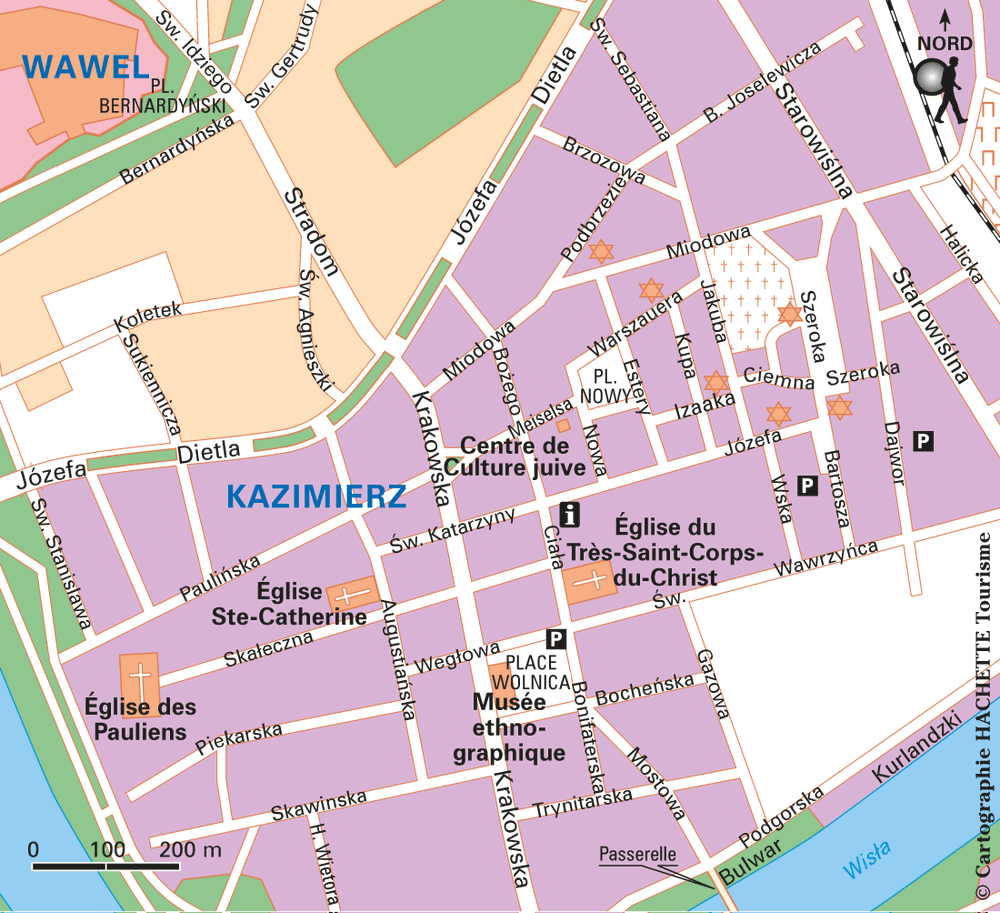 Św. Idziego
Św. Gertrudy
WAWEL
PL.
BERNARDYŃSKI
Bernardyńska
Stradom
Dietla
Józefa
Św. Sebastiana
B. Joselewicza
Starowiślna
NORD
Brzozowa
Podbrzezie
Miodowa
Halicka
Starowiślna
Koletek
Sukiennicza
Św. Agnieszki
Miodowa
Bożego
Warszauera
Jakuba
Kupa
Estery
Szeroka
Ciemna
Szeroka
PL.
NOWY
Izaaka
Meiselsa
Nowa
Józefa
Krakowska
Centre de
Culture juive
Józefa
Dietla
KAZIMIERZ
P
P
Dajwór
Wska
Bartosza
Św. Stanisława
Św. Katarzyny
Ciała
i
Église du
Très-Saint-Corps-
du-Christ
Św.
Wawrzyńca
Paulińska
Église
Ste-Catherine
Skałeczna
Augustiańska
Węgłowa
P
PLACE
WOLNICA
Bocheńska
Gazowa
Église des
Pauliens
Musée
ethno-
graphique
Bonifaterska
Piekarska
Mostowa
Kurlandzki
Skawinska
Krakowska
Trynitarska
Podgorska
Bulwar
H. Wietora
Passerelle
Wisła
0 100 200 m
© Cartographie HACHETTE Tourisme